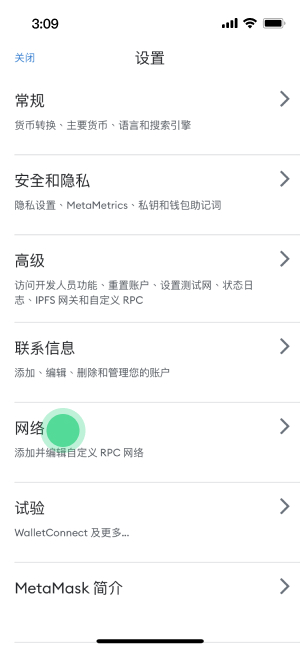 3:09
关闭
设置
常规
货币转换、主要货币、语言和搜索引擎
安全和隐私
隐私设置、MetaMetrics、私钥和钱包助记词
高级
访问开发人员功能、重置账户、设置测试网、状态日
志、IPFS 网关和自定义 RPC
联系信息
添加、编辑、删除和管理您的账户
网络
添加并编辑自定义 RPC 网络
试验
WalletConnect 及更多...
MetaMask 简介